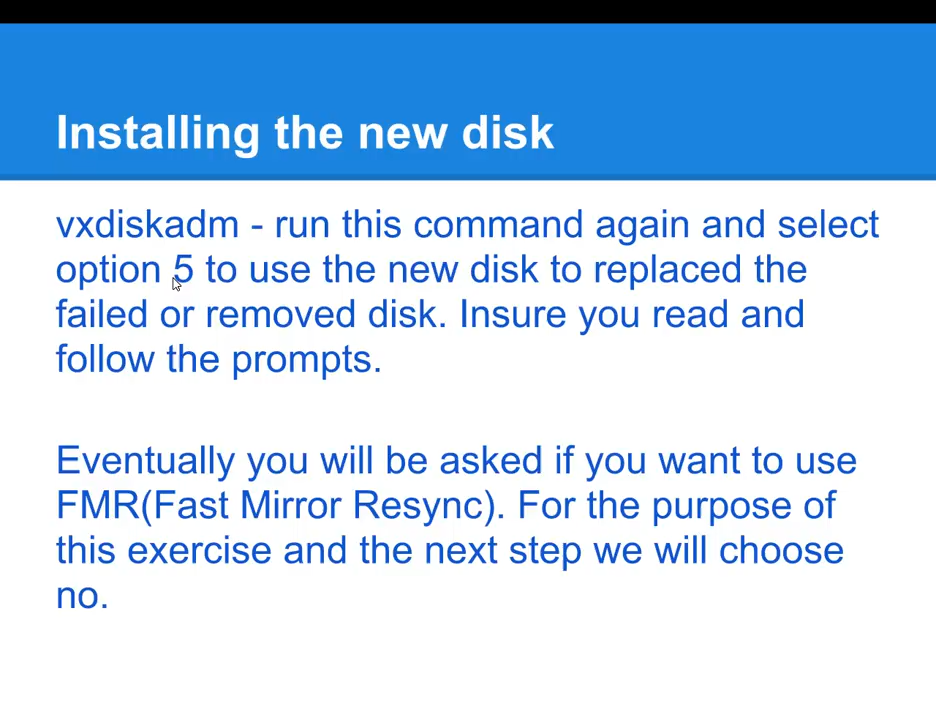 Installing the new disk
vxdiskadm - run this command again and select
option 5 to use the new disk to replaced the
failed or removed disk. Insure you read and
follow the prompts.
Eventually you will be asked if you want to use
FMR(Fast Mirror Resync). For the purpose of
this exercise and the next step we will choose
no.